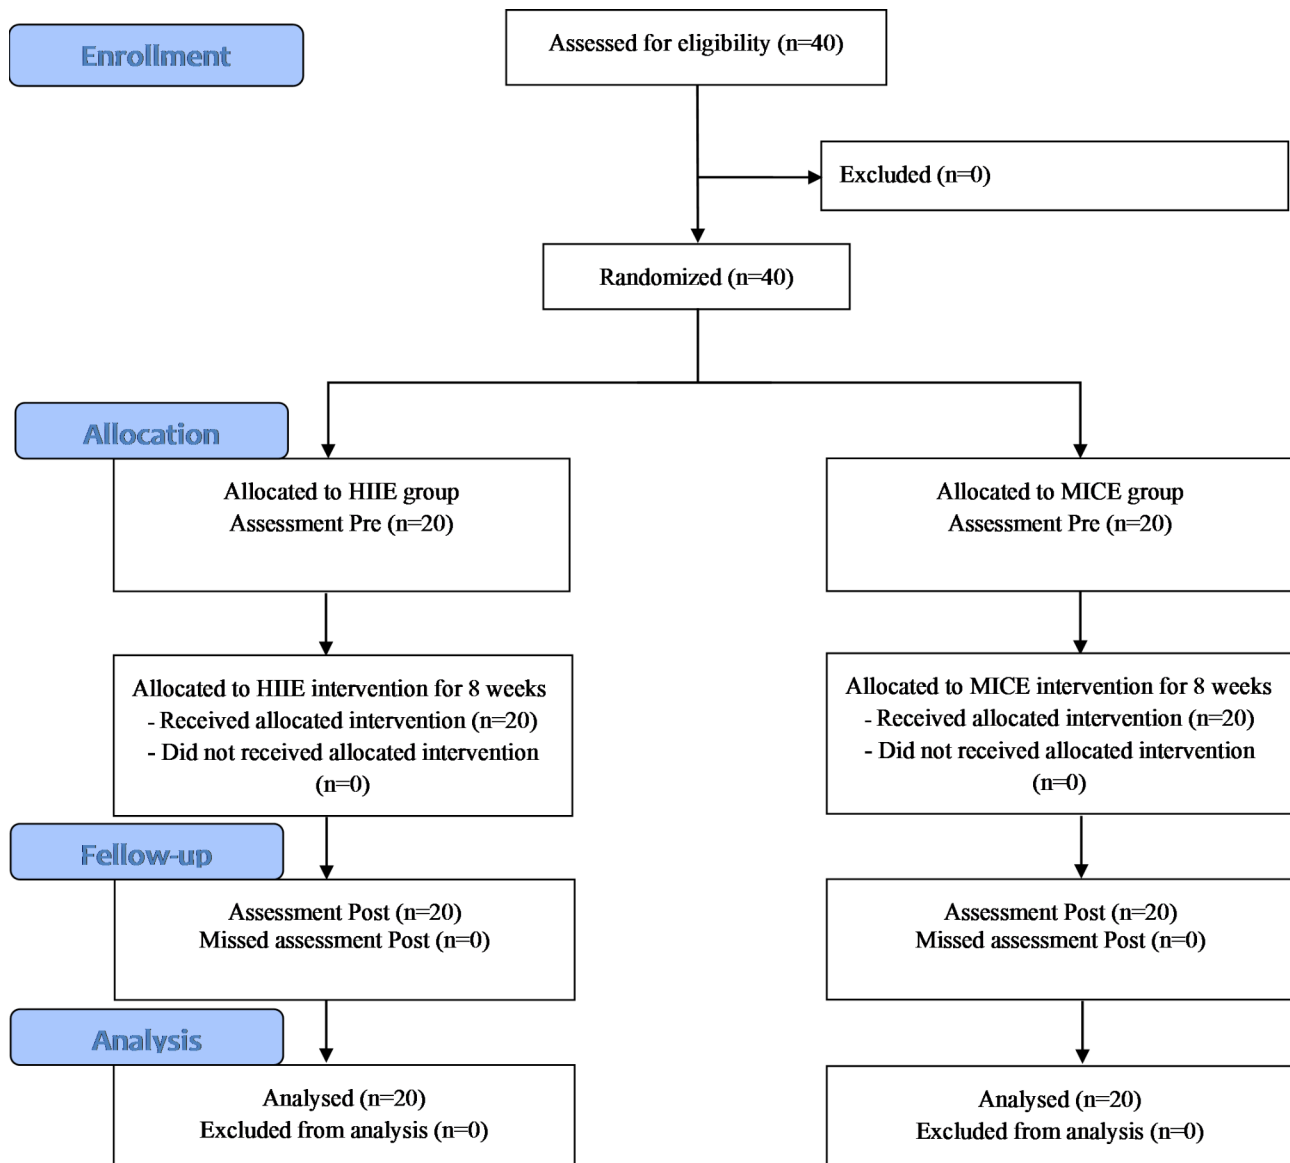 Enrollment
Assessed for eligibility (n=40)
Excluded (n=0)
Randomized (n=40)
Allocation
Allocated to HIIE group
Assessment Pre (n=20)
Allocated to MICE group
Assessment Pre (n=20)
Allocated to HIIE intervention for 8 weeks
- Received allocated intervention (n=20)
- Did not received allocated intervention
(n=0)
Allocated to MICE intervention for 8 weeks
- Received allocated intervention (n=20)
- Did not received allocated intervention
(n=0)
Fellow-up
Assessment Post (n=20)
Missed assessment Post (n=0)
Assessment Post (n=20)
Missed assessment Post (n=0)
Analysis
Analysed (n=20)
Excluded from analysis (n=0)
Analysed (n=20)
Excluded from analysis (n=0)